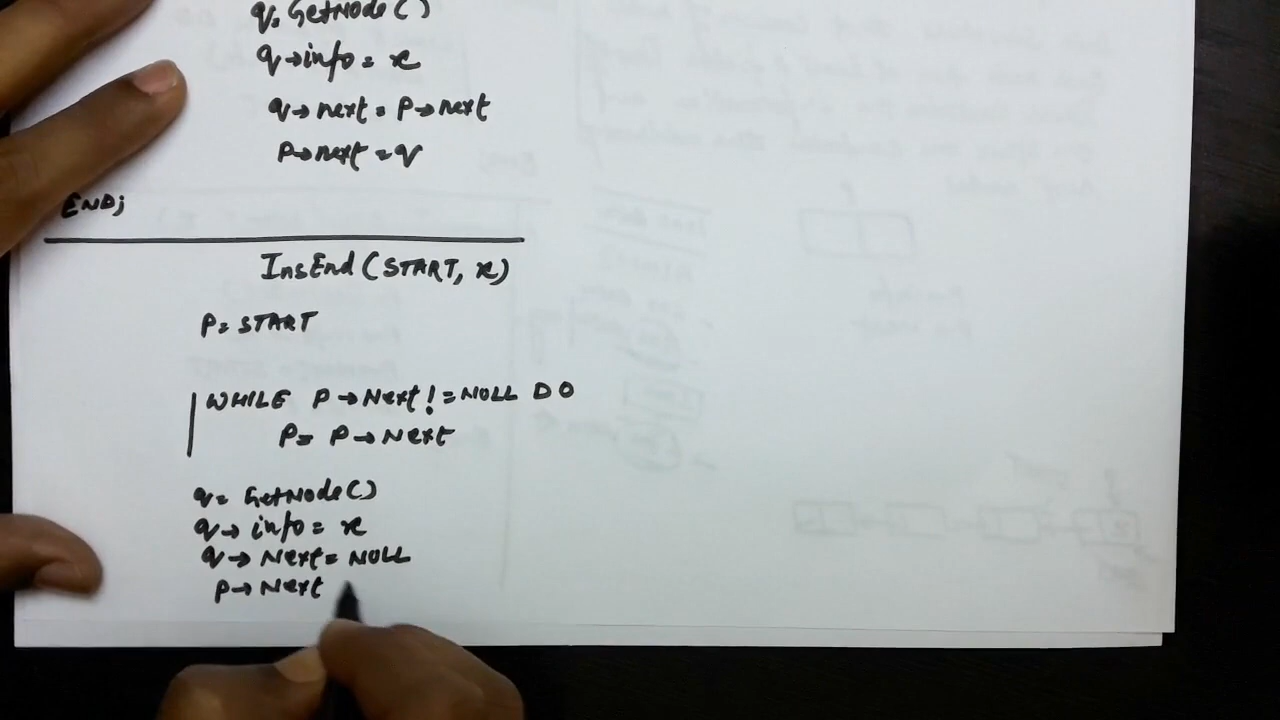 q= GetNode()
q→info = x
q→next = P→next
P→next = q
END;
InsEnd (START, x)
P= START
WHILE P→Next != NULL DO
P= P→Next
q= GetNode()
q→ info = x
q→ Next= NULL
P→ Next